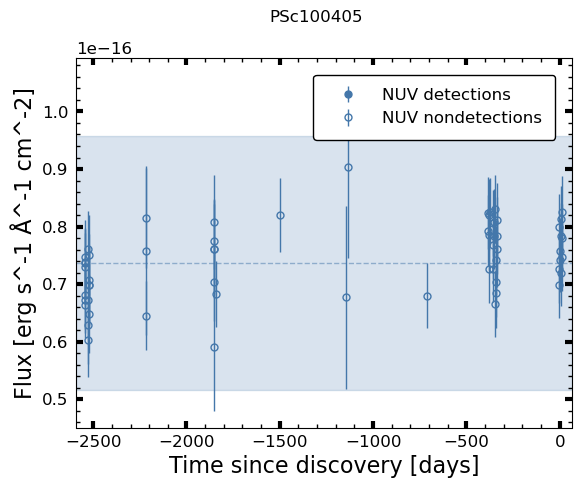 PSc100405
1e−16
NUV detections
NUV nondetections
1.0
0.9
0.8
0.7
0.6
0.5
Flux [erg s^-1 Å^-1 cm^-2]
−2500 −2000 −1500 −1000 −500 0
Time since discovery [days]